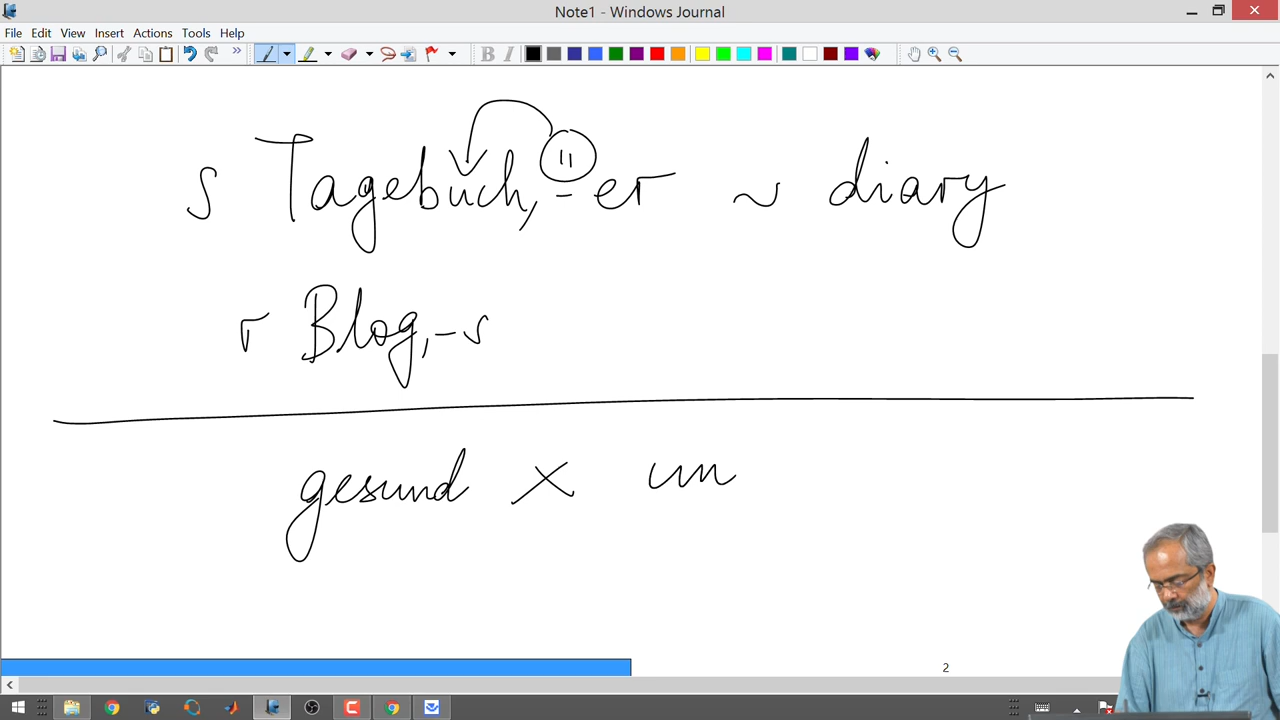 Note1 - Windows Journal
File Edit View Insert Actions Tools Help
s Tagebuch, ⸚er ~ diary
r Blog, -s
gesund × un
2